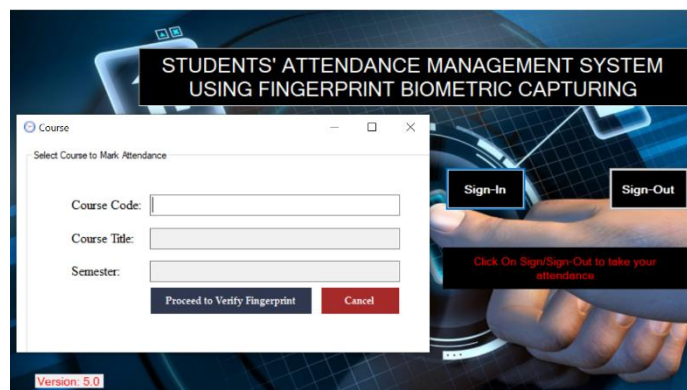 STUDENTS' ATTENDANCE MANAGEMENT SYSTEM
USING FINGERPRINT BIOMETRIC CAPTURING
Course
Select Course to Mark Attendance
Course Code:
Course Title:
Semester:
Proceed to Verify Fingerprint
Cancel
Sign-In
Sign-Out
Click On Sign/Sign-Out to take your
attendance
Version: 5.0